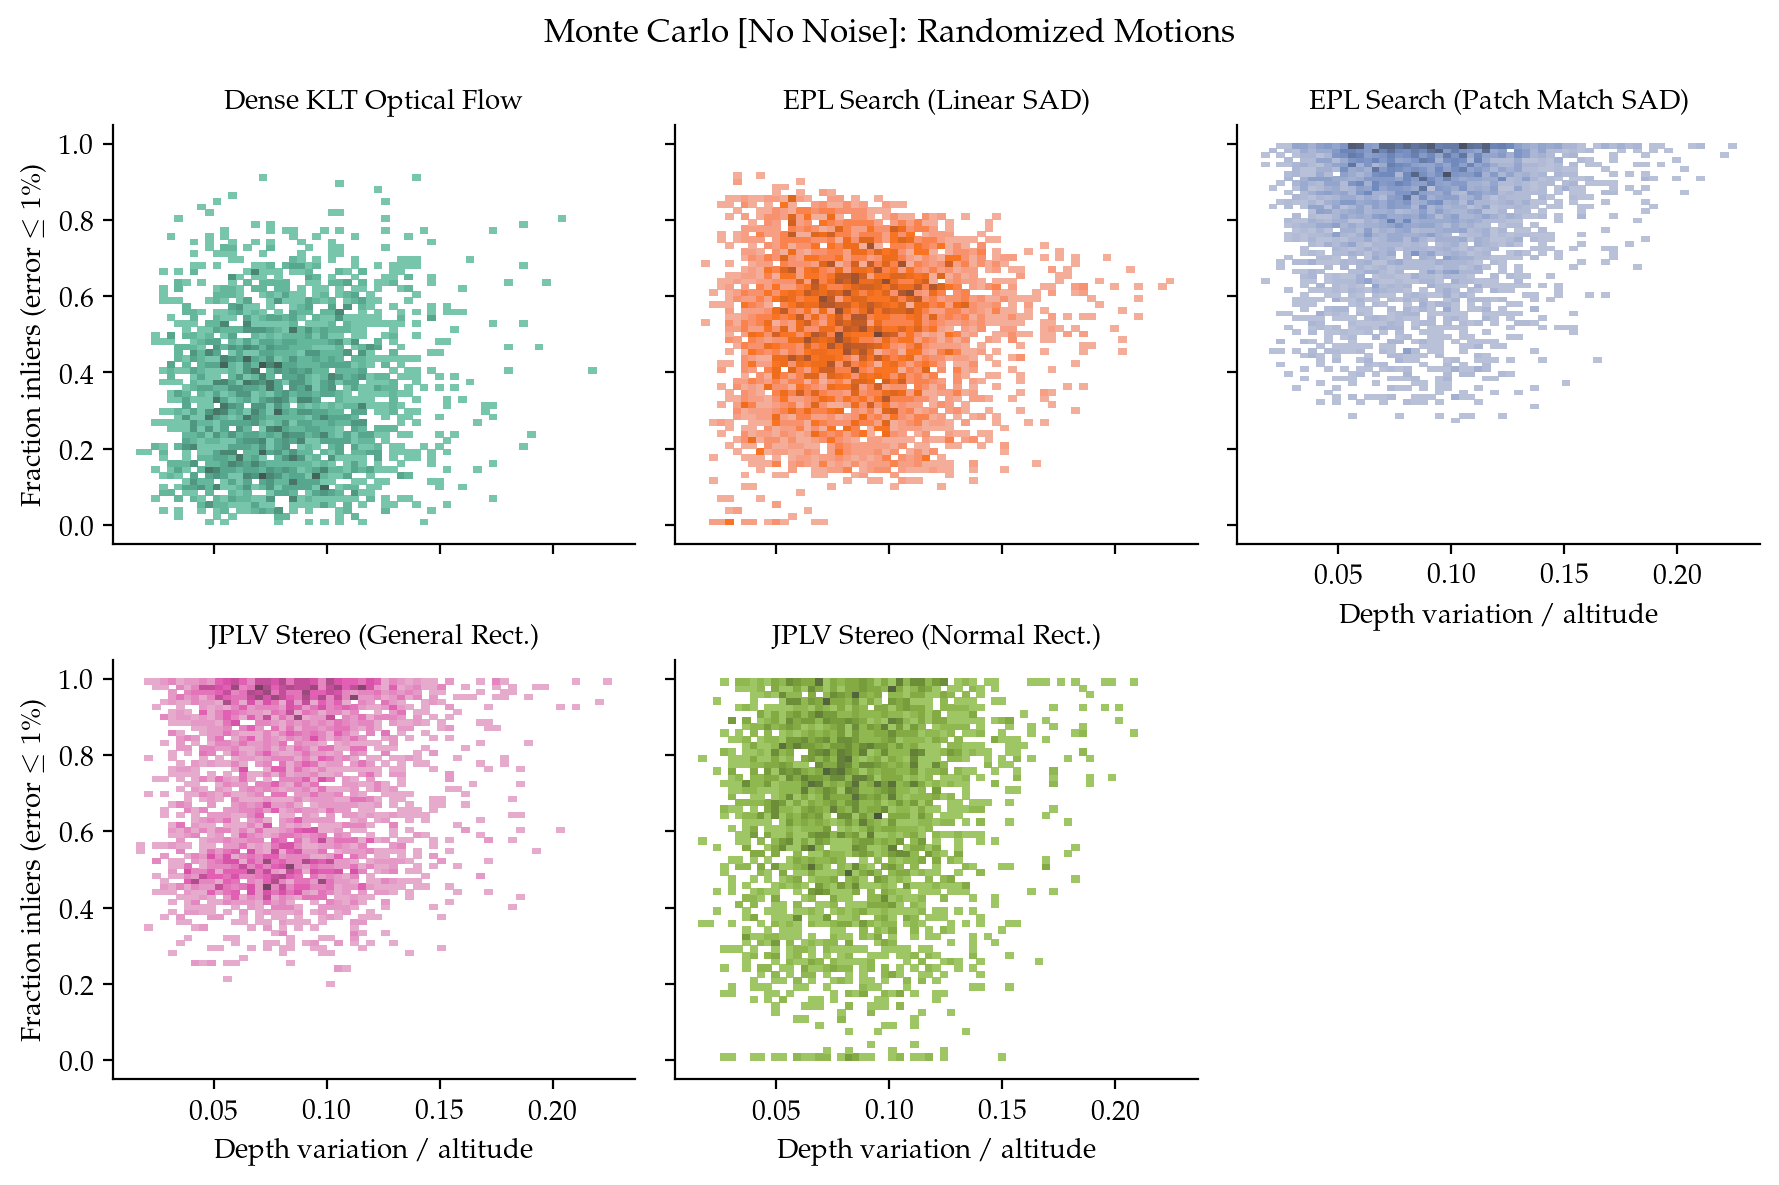 Monte Carlo [No Noise]: Randomized Motions
Dense KLT Optical Flow
EPL Search (Linear SAD)
EPL Search (Patch Match SAD)
Fraction inliers (error ≤ 1%)
1.0
0.8
0.6
0.4
0.2
0.0
0.05 0.10 0.15 0.20
Depth variation / altitude
JPLV Stereo (General Rect.)
JPLV Stereo (Normal Rect.)
Fraction inliers (error ≤ 1%)
1.0
0.8
0.6
0.4
0.2
0.0
0.05 0.10 0.15 0.20
Depth variation / altitude
0.05 0.10 0.15 0.20
Depth variation / altitude